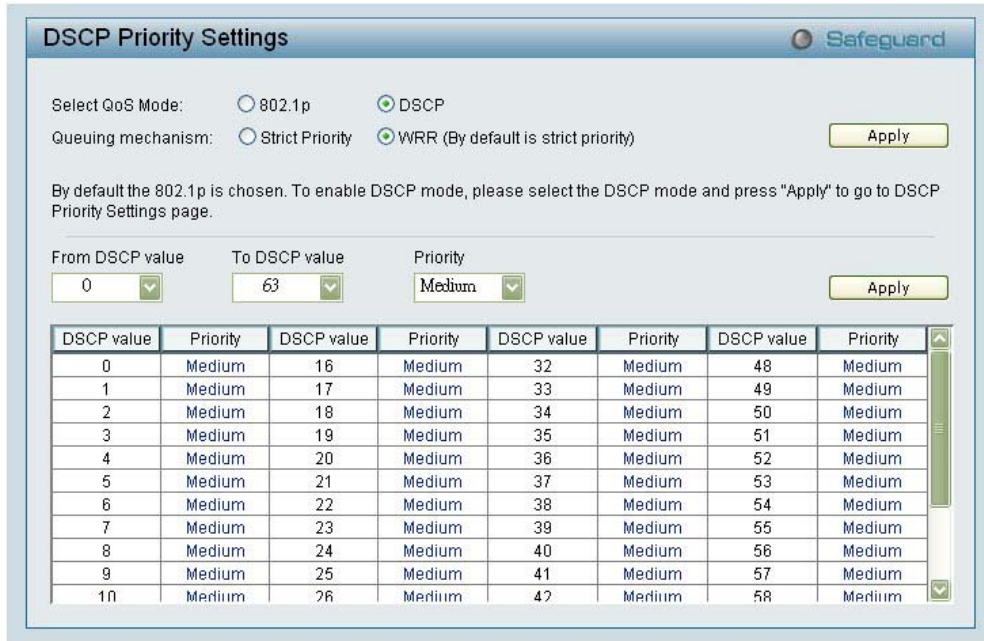 DSCP Priority Settings Safeguard
Select QoS Mode: 802.1p DSCP
Queuing mechanism: Strict Priority WRR (By default is strict priority) Apply
By default the 802.1p is chosen. To enable DSCP mode, please select the DSCP mode and press "Apply" to go to DSCP
Priority Settings page.
From DSCP value To DSCP value Priority
0 63 Medium Apply
DSCP value Priority DSCP value Priority DSCP value Priority DSCP value Priority
0 Medium 16 Medium 32 Medium 48 Medium
1 Medium 17 Medium 33 Medium 49 Medium
2 Medium 18 Medium 34 Medium 50 Medium
3 Medium 19 Medium 35 Medium 51 Medium
4 Medium 20 Medium 36 Medium 52 Medium
5 Medium 21 Medium 37 Medium 53 Medium
6 Medium 22 Medium 38 Medium 54 Medium
7 Medium 23 Medium 39 Medium 55 Medium
8 Medium 24 Medium 40 Medium 56 Medium
9 Medium 25 Medium 41 Medium 57 Medium
10 Medium 26 Medium 42 Medium 58 Medium